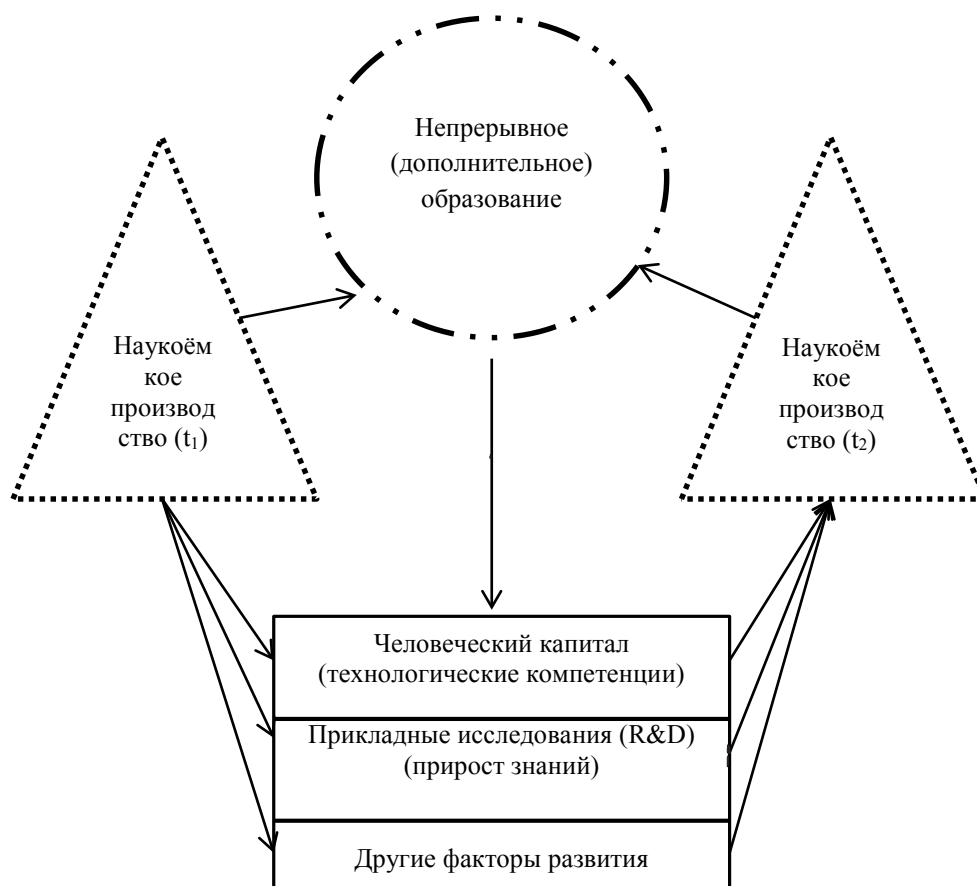 Непрерывное
(дополнительное)
образование
Наукоём
кое
производ
ство (t₁)
Наукоём
кое
производ
ство (t₂)
Человеческий капитал
(технологические компетенции)
Прикладные исследования (R&D)
(прирост знаний)
Другие факторы развития